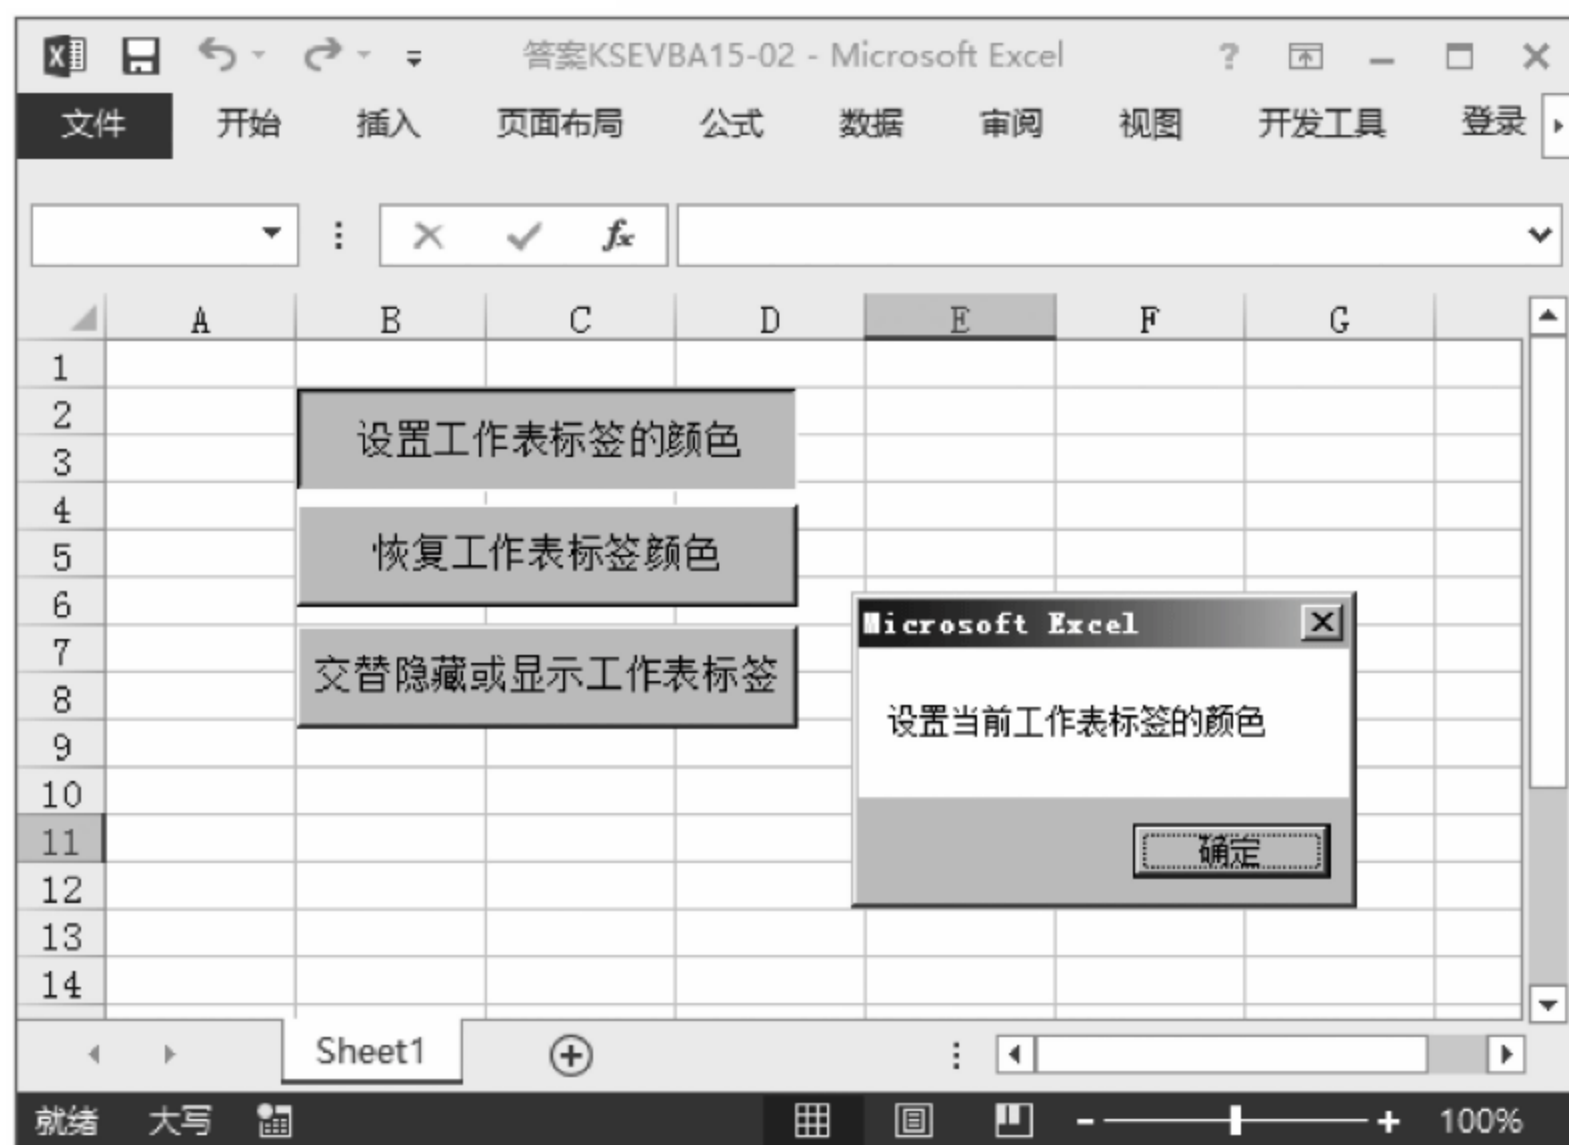 答案KSEVBA15-02 - Microsoft Excel ?
文件 开始 插入 页面布局 公式 数据 审阅 视图 开发工具 登录
fx
A B C D E F G
1
2
3
4
5
6
7
8
9
10
11
12
13
14
设置工作表标签的颜色
恢复工作表标签颜色
交替隐藏或显示工作表标签
Microsoft Excel
设置当前工作表标签的颜色
确定
Sheet1
就绪 大写 100%